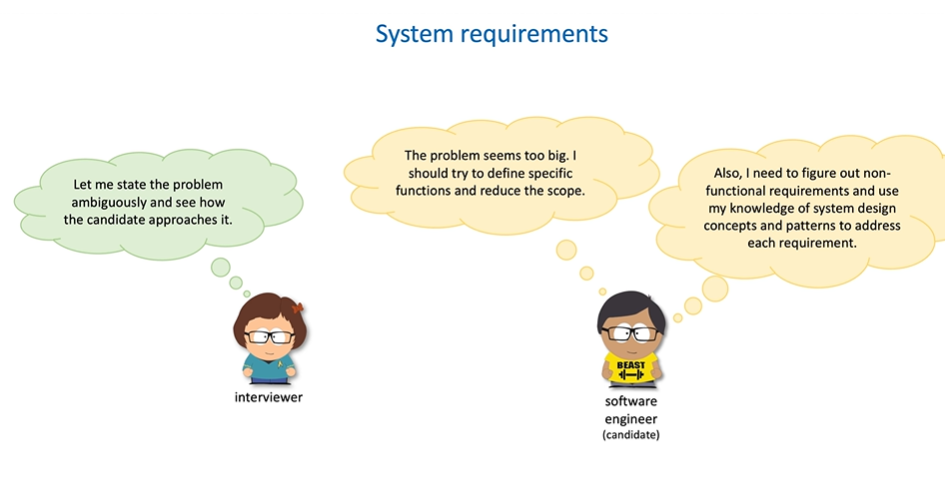 System requirements
Let me state the problem
ambiguously and see how
the candidate approaches it.
The problem seems too big. I
should try to define specific
functions and reduce the scope.
Also, I need to figure out non-
functional requirements and use
my knowledge of system design
concepts and patterns to address
each requirement.
interviewer
BEAST
software
engineer
(candidate)